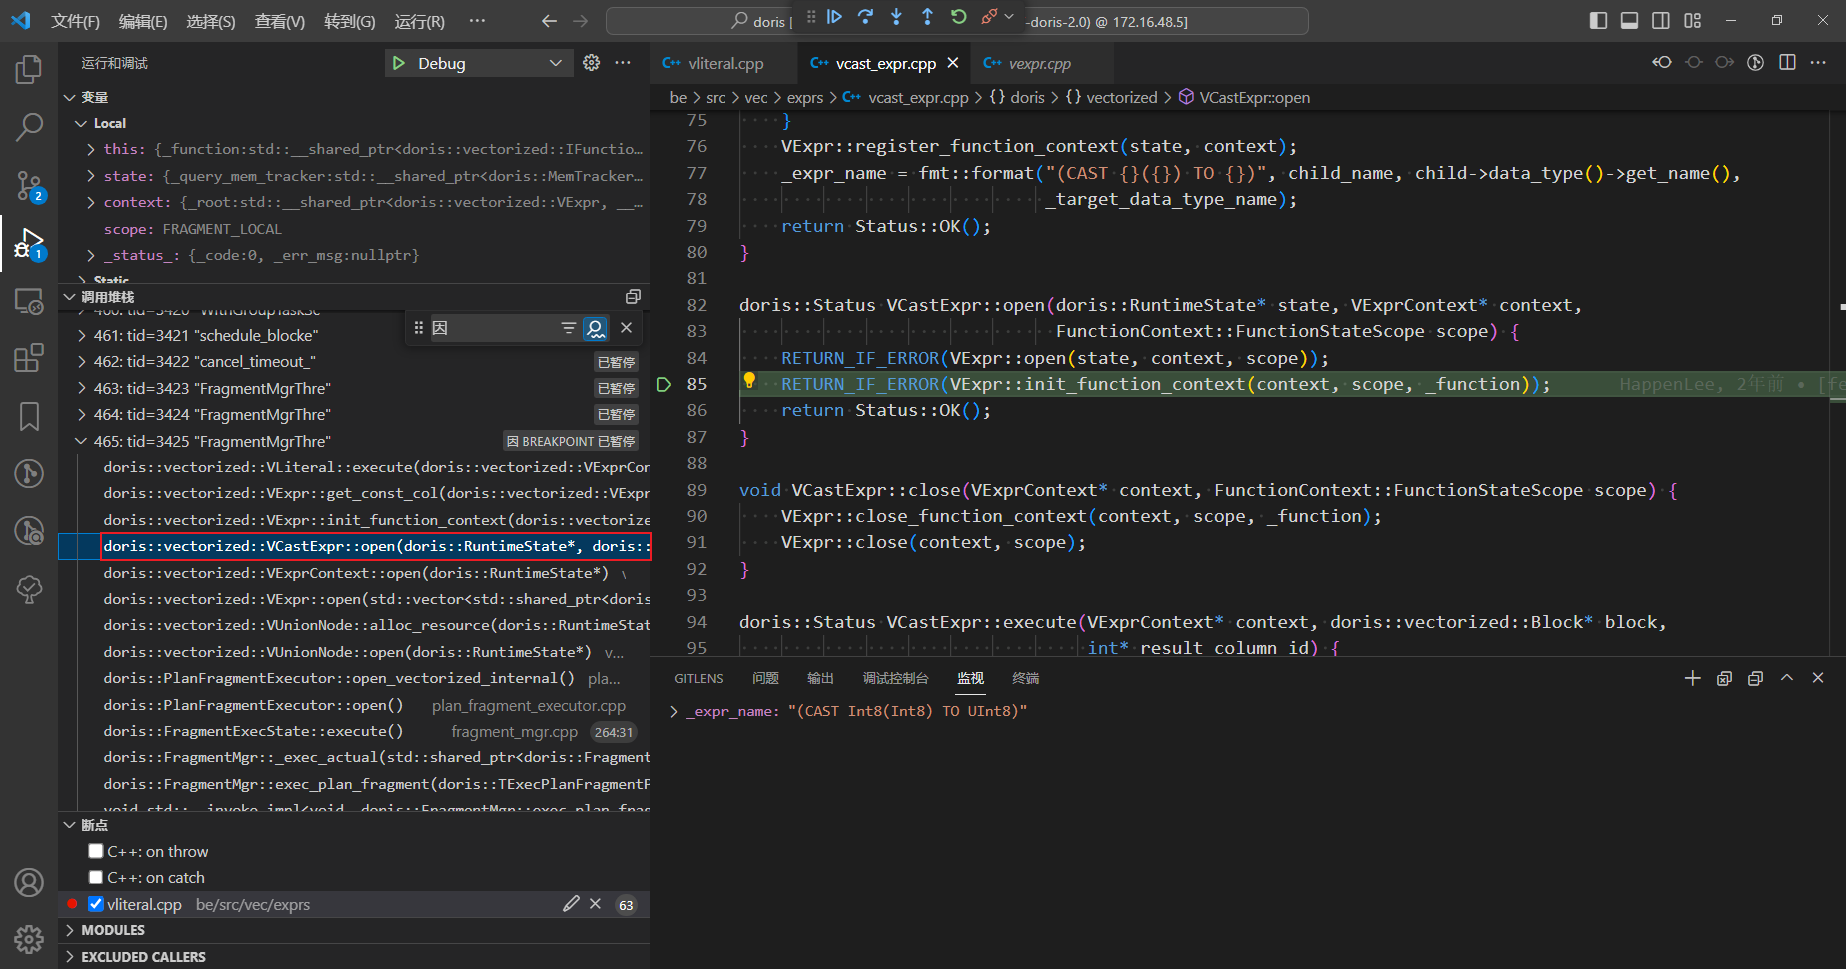 文件(F) 编辑(E) 选择(S) 查看(V) 转到(G) 运行(R) ··· doris [ -doris-2.0) @ 172.16.48.5]
运行和调试 Debug ···
vliteral.cpp vcast_expr.cpp vexpr.cpp
be > src > vec > exprs > vcast_expr.cpp > {} doris > {} vectorized > VCastExpr::open
变量
Local
this: {_function:std::__shared_ptr<doris::vectorized::IFunctio...
state: {_query_mem_tracker:std::__shared_ptr<doris::MemTracker...
context: {_root:std::__shared_ptr<doris::vectorized::VExpr, __...
scope: FRAGMENT_LOCAL
_status_: {_code:0, _err_msg:nullptr}
Static
调用堆栈
因
460: tid=3420 "WithGroupTaskSc"
461: tid=3421 "schedule_blocke"
462: tid=3422 "cancel_timeout_" 已暂停
463: tid=3423 "FragmentMgrThre" 已暂停
464: tid=3424 "FragmentMgrThre" 已暂停
465: tid=3425 "FragmentMgrThre" 因 BREAKPOINT 已暂停
doris::vectorized::VLiteral::execute(doris::vectorized::VExprCon
doris::vectorized::VExpr::get_const_col(doris::vectorized::VExpr
doris::vectorized::VExpr::init_function_context(doris::vectorize
doris::vectorized::VCastExpr::open(doris::RuntimeState*, doris::
doris::vectorized::VExprContext::open(doris::RuntimeState*)
doris::vectorized::VExpr::open(std::vector<std::shared_ptr<doris
doris::vectorized::VUnionNode::alloc_resource(doris::RuntimeStat
doris::vectorized::VUnionNode::open(doris::RuntimeState*) v...
doris::PlanFragmentExecutor::open_vectorized_internal() pla...
doris::PlanFragmentExecutor::open() plan_fragment_executor.cpp
doris::FragmentExecState::execute() fragment_mgr.cpp 264:31
doris::FragmentMgr::_exec_actual(std::shared_ptr<doris::Fragment
doris::FragmentMgr::exec_plan_fragment(doris::TExecPlanFragmentP
void std::__invoke_impl<void, doris::FragmentMgr::exec_plan_frag
断点
C++: on throw
C++: on catch
vliteral.cpp be/src/vec/exprs 63
MODULES
EXCLUDED CALLERS
2
1
75 }
76 VExpr::register_function_context(state, context);
77 _expr_name = fmt::format("(CAST {}({}) TO {})", child_name, child->data_type()->get_name(),
78 _target_data_type_name);
79 return Status::OK();
80 }
81
82 doris::Status VCastExpr::open(doris::RuntimeState* state, VExprContext* context,
83 FunctionContext::FunctionStateScope scope) {
84 RETURN_IF_ERROR(VExpr::open(state, context, scope));
85 RETURN_IF_ERROR(VExpr::init_function_context(context, scope, _function)); HappenLee, 2年前 • [fe
86 return Status::OK();
87 }
88
89 void VCastExpr::close(VExprContext* context, FunctionContext::FunctionStateScope scope) {
90 VExpr::close_function_context(context, scope, _function);
91 VExpr::close(context, scope);
92 }
93
94 doris::Status VCastExpr::execute(VExprContext* context, doris::vectorized::Block* block,
95 int* result_column_id) {
GITLENS 问题 输出 调试控制台 监视 终端
_expr_name: "(CAST Int8(Int8) TO UInt8)"